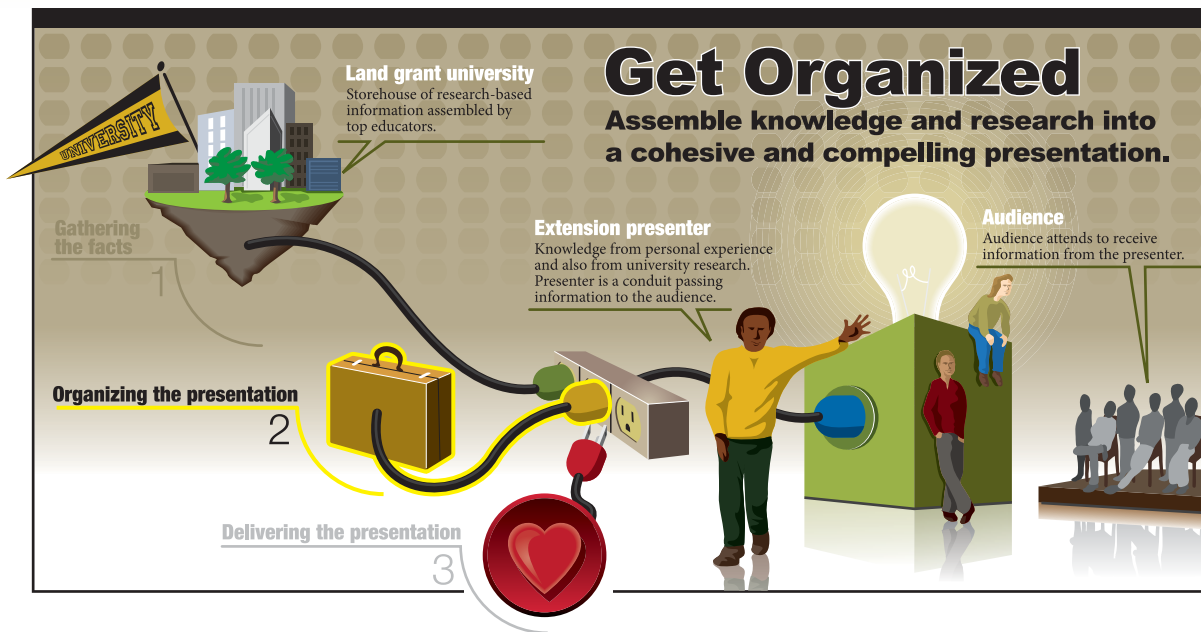 Get Organized
Assemble knowledge and research into
a cohesive and compelling presentation.
UNIVERSITY
Land grant university
Storehouse of research-based
information assembled by
top educators.
Gathering
the facts
1
Extension presenter
Knowledge from personal experience
and also from university research.
Presenter is a conduit passing
information to the audience.
Audience
Audience attends to receive
information from the presenter.
Organizing the presentation
2
Delivering the presentation
3